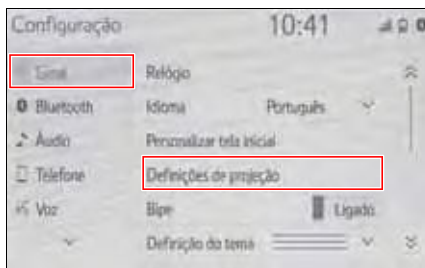 Configuração 10:41
Geral Relógio
Bluetooth Idioma Português
Áudio Personalizar tela inicial
Telefone Definições de projeção
Voz Bipe Ligado
Definição do tema